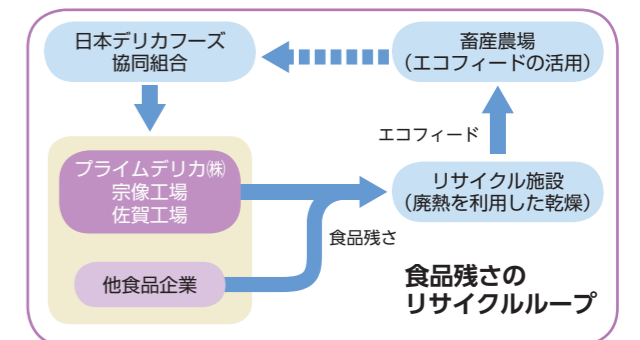 日本デリカフーズ
協同組合
畜産農場
(エコフィードの活用)
エコフィード
プライムデリカ㈱
宗像工場
佐賀工場
リサイクル施設
(廃熱を利用した乾燥)
食品残さ
他食品企業
食品残さの
リサイクルループ